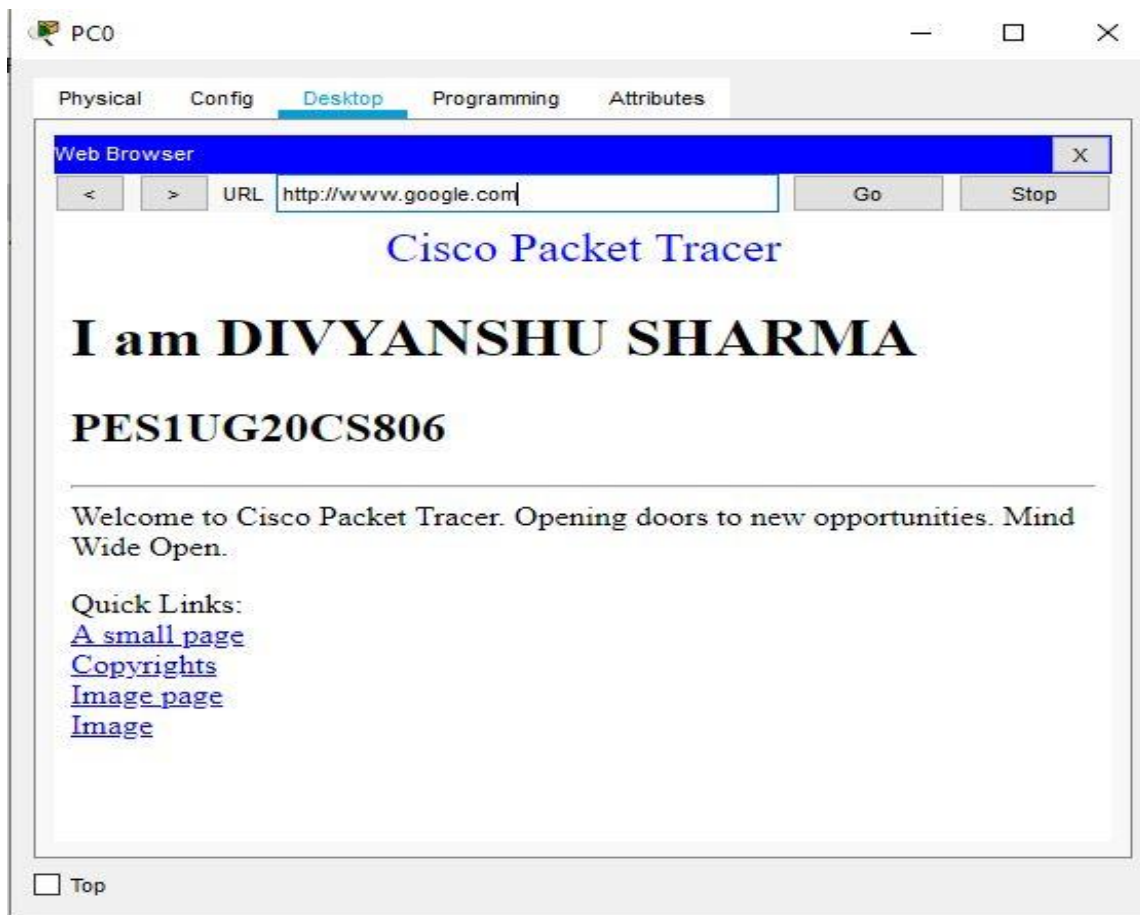 PC0
Physical Config Desktop Programming Attributes
Web Browser X
< > URL http://www.google.com Go Stop
Cisco Packet Tracer
I am DIVYANSHU SHARMA
PES1UG20CS806
Welcome to Cisco Packet Tracer. Opening doors to new opportunities. Mind
Wide Open.
Quick Links:
A small page
Copyrights
Image page
Image
Top